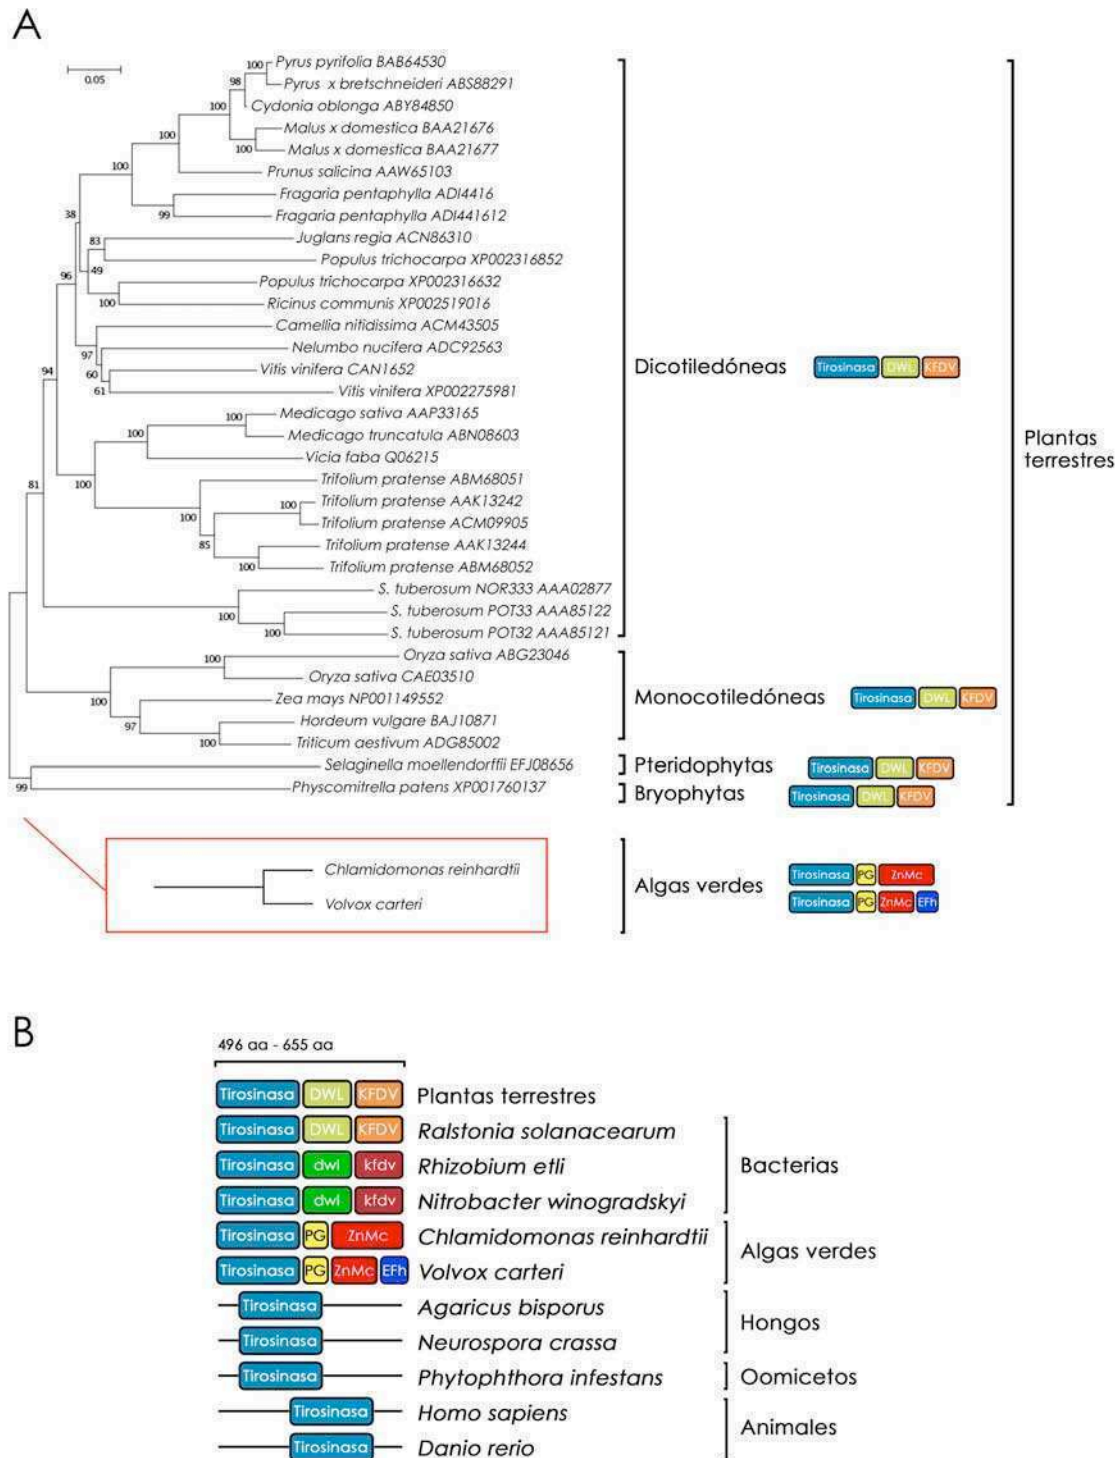 A
0.05
100
Pyrus pyrifolia BAB64530
98
Pyrus x bretschneideri ABS88291
100
Cydonia oblonga ABY84850
Malus x domestica BAA21676
100
100
Malus x domestica BAA21677
Prunus salicina AAW65103
100
Fragaria pentaphylla ADI4416
38
99
Fragaria pentaphylla ADI441612
83
Juglans regia ACN86310
49
Populus trichocarpa XP002316852
96
Populus trichocarpa XP002316632
100
Ricinus communis XP002519016
Camellia nitidissima ACM43505
97
Nelumbo nucifera ADC92563
94
60
Vitis vinifera CAN1652
61
Vitis vinifera XP002275981
100
Medicago sativa AAP33165
100
Medicago truncatula ABN08603
Vicia faba Q06215
81
100
Trifolium pratense ABM68051
100
Trifolium pratense AAK13242
100
Trifolium pratense ACM09905
85
Trifolium pratense AAK13244
100
Trifolium pratense ABM68052
S. tuberosum NOR333 AAA02877
100
S. tuberosum POT33 AAA85122
100
S. tuberosum POT32 AAA85121
100
Oryza sativa ABG23046
Oryza sativa CAE03510
100
Zea mays NP001149552
97
Hordeum vulgare BAJ10871
100
Triticum aestivum ADG85002
Selaginella moellendorffii EFJ08656
99
Physcomitrella patens XP001760137
Dicotiledóneas Tirosinasa DWL KFDV
Monocotiledóneas Tirosinasa DWL KFDV
Pteridophytas Tirosinasa DWL KFDV
Bryophytas Tirosinasa DWL KFDV
Plantas
terrestres
Chlamidomonas reinhardtii
Volvox carteri
Algas verdes
Tirosinasa PG ZnMc
Tirosinasa PG ZnMc EFh
B
496 aa - 655 aa
Tirosinasa DWL KFDV Plantas terrestres
Tirosinasa DWL KFDV Ralstonia solanacearum
Tirosinasa dwl kfdv Rhizobium etli
Bacterias
Tirosinasa dwl kfdv Nitrobacter winogradskyi
Tirosinasa PG ZnMc Chlamidomonas reinhardtii
Algas verdes
Tirosinasa PG ZnMc EFh Volvox carteri
Tirosinasa Agaricus bisporus
Hongos
Tirosinasa Neurospora crassa
Tirosinasa Phytophthora infestans
Oomicetos
Tirosinasa Homo sapiens
Animales
Tirosinasa Danio rerio